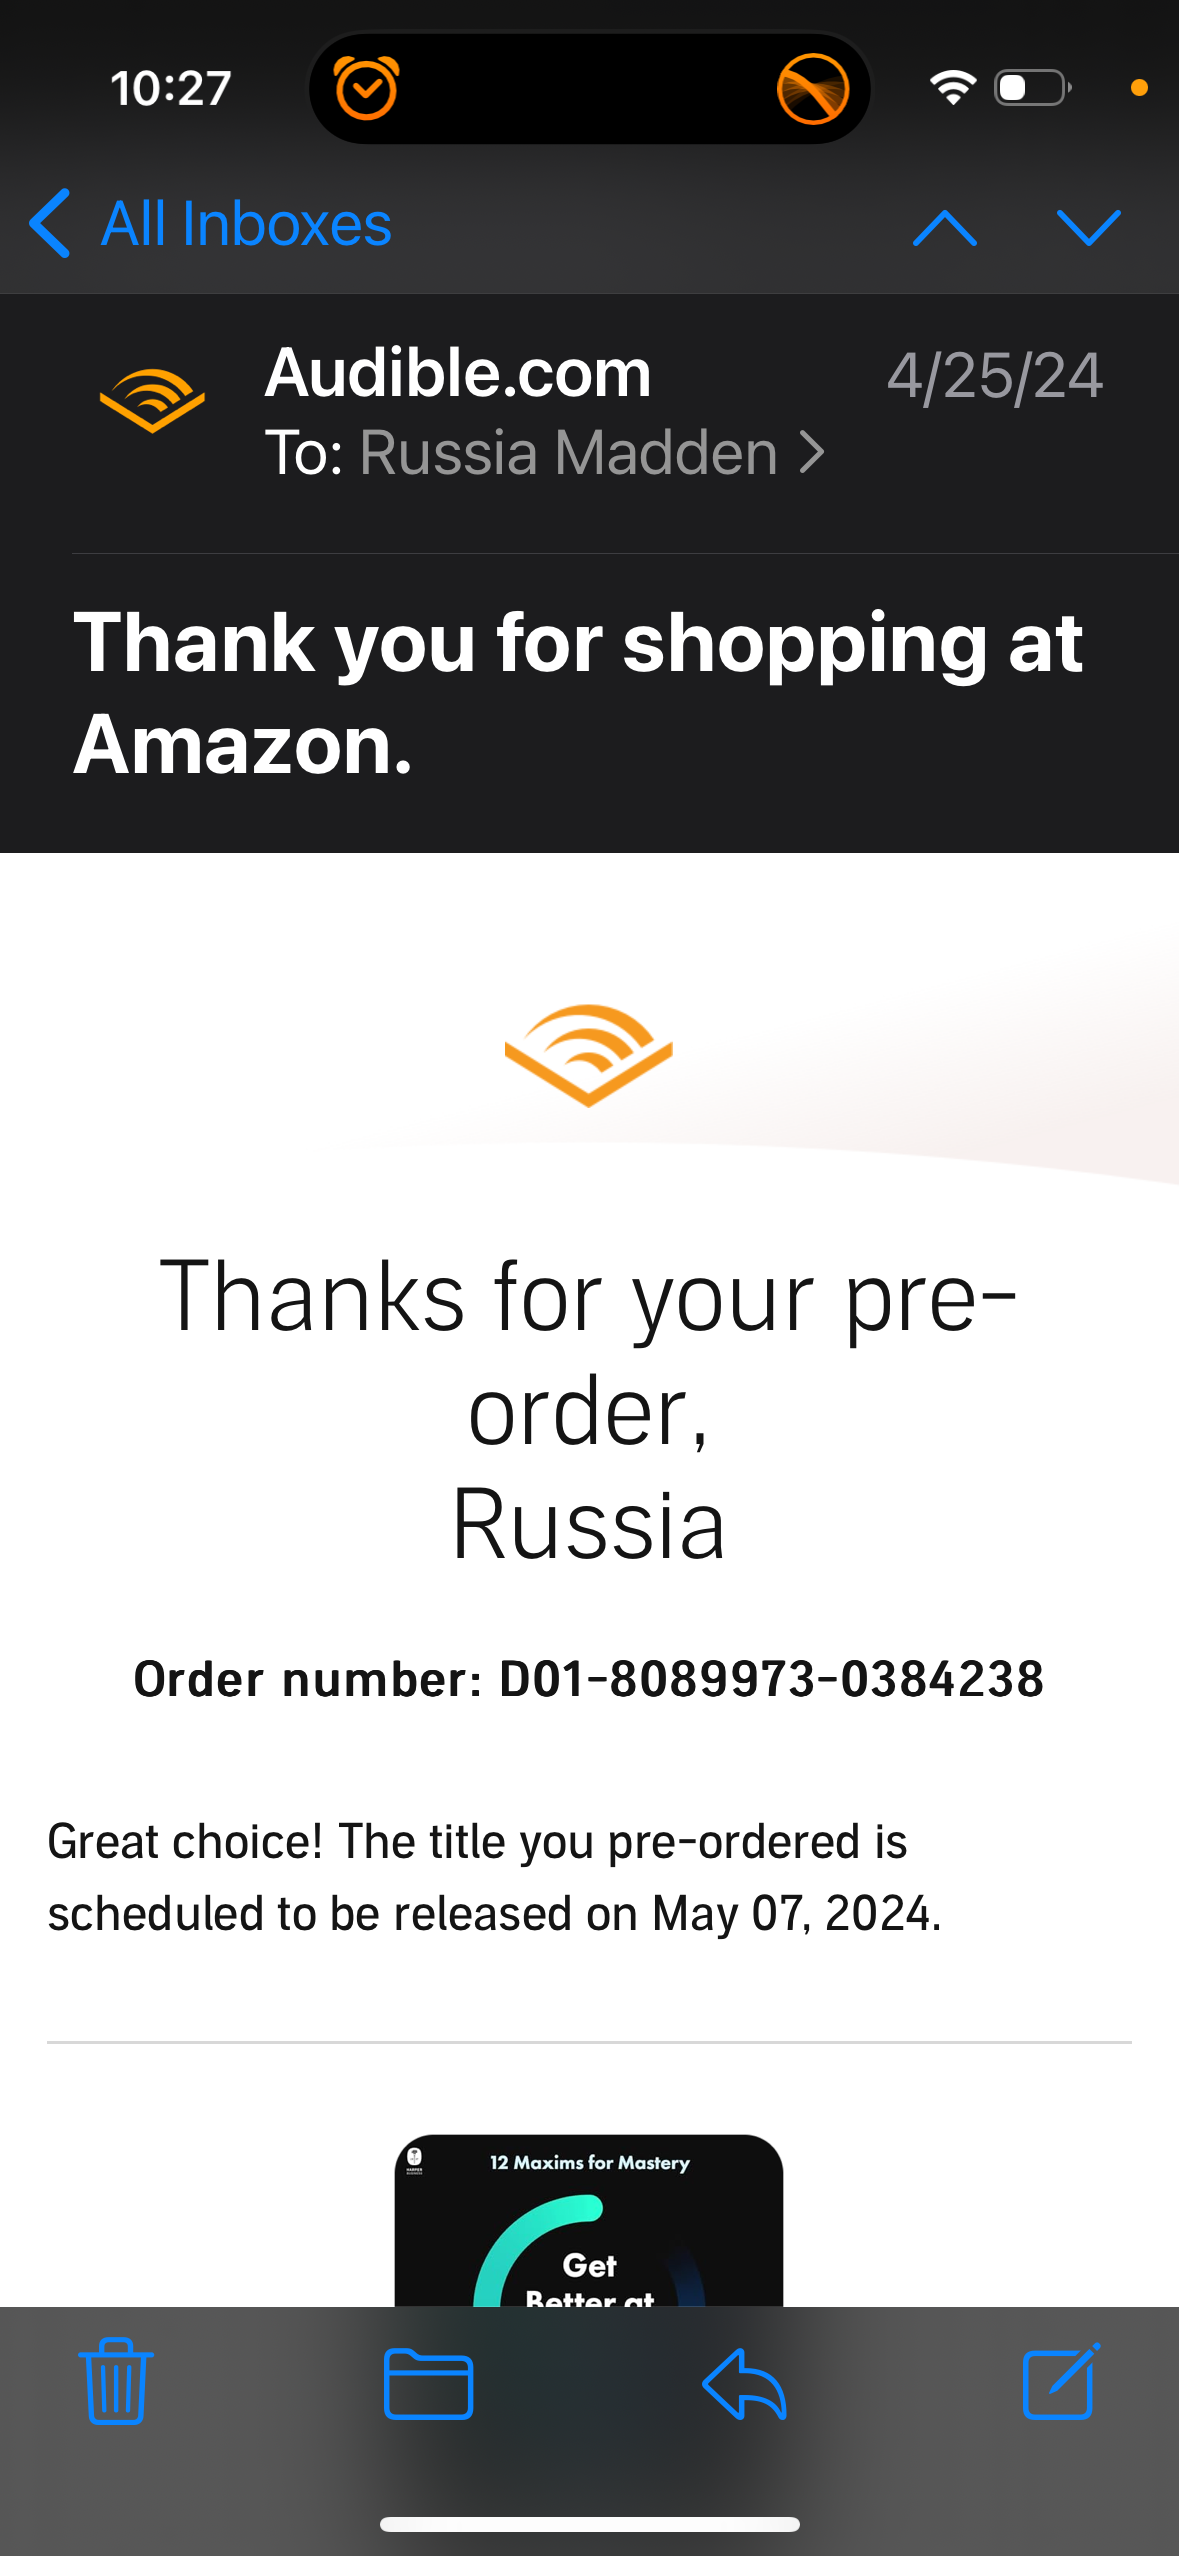 10:27
All Inboxes
Audible.com
4/25/24
To: Russia Madden
Thank you for shopping at
Amazon.
Thanks for your pre-
order,
Russia
Order number: D01-8089973-0384238
Great choice! The title you pre-ordered is
scheduled to be released on May 07, 2024.
12 Maxims for Mastery
Get
Better at